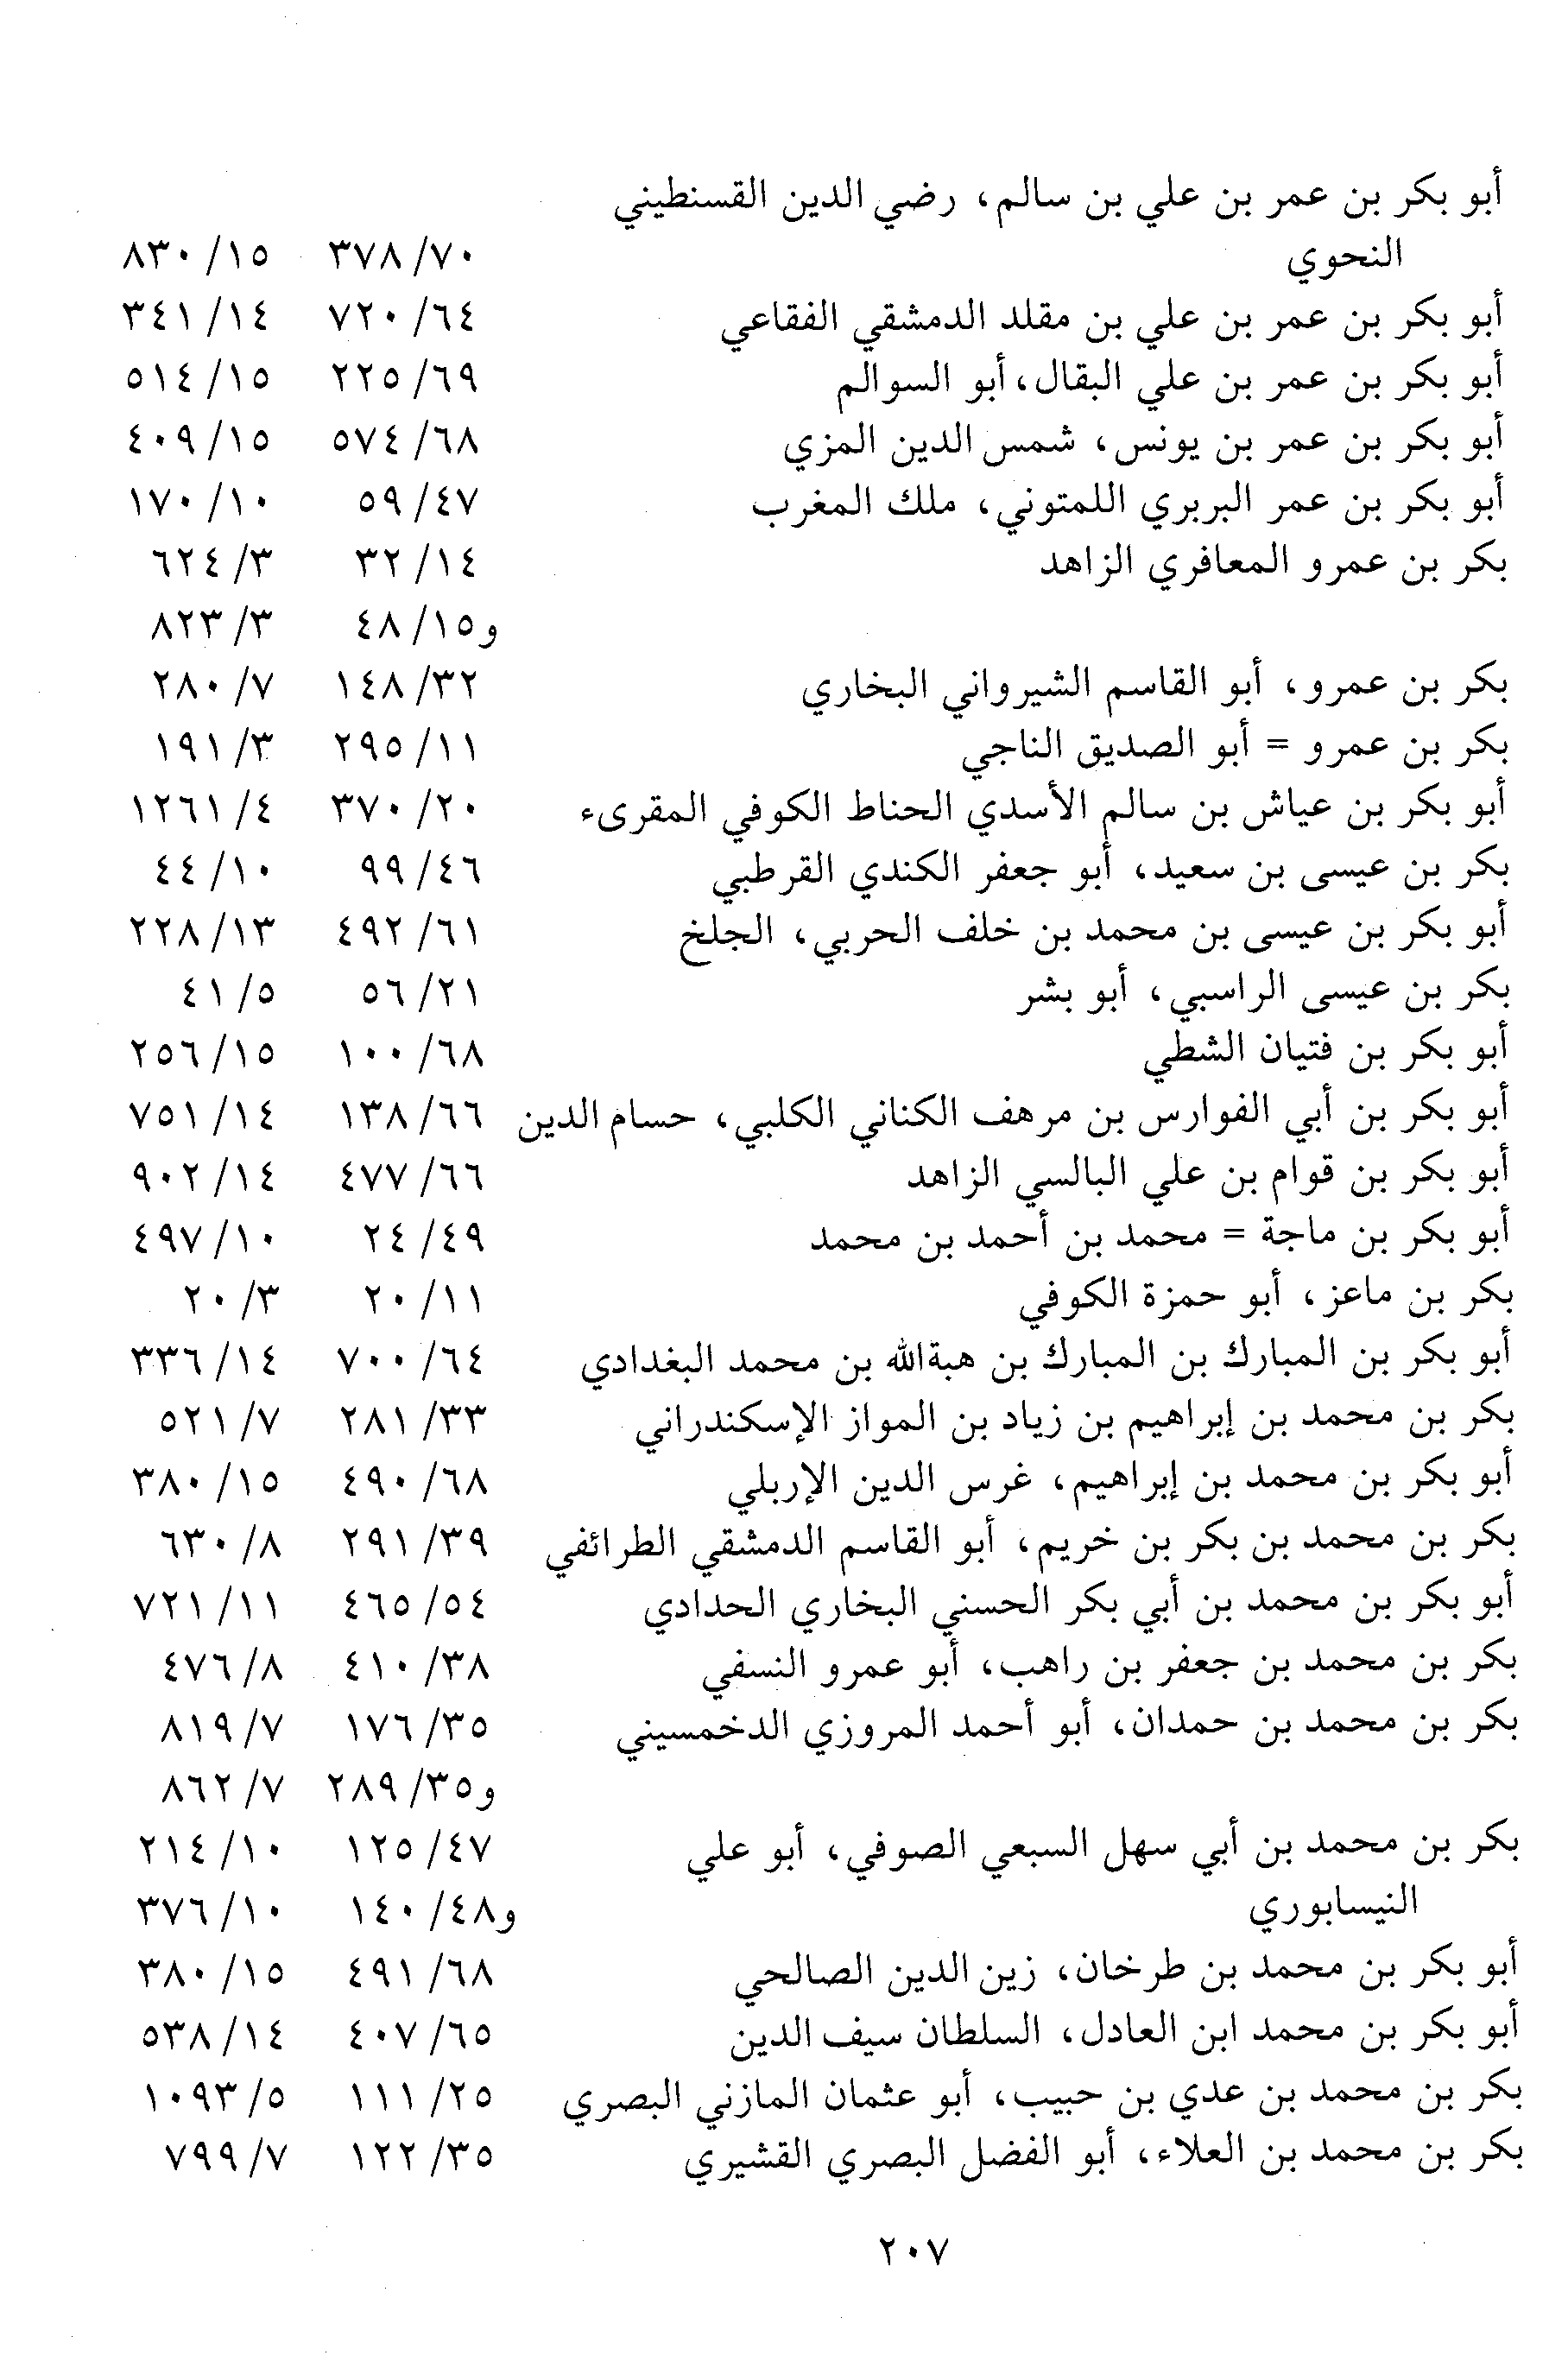 أبو بكر بن عمر بن علي بن سالم، رضي الدين القسنطيني
النحوي ٧٠/٣٧٨ ١٥/٨٣٠
أبو بكر بن عمر بن علي بن مقلد الدمشقي الفقاعي ٦٤/٧٢٠ ١٤/٣٤١
أبو بكر بن عمر بن علي البقال، أبو السوالم ٦٩/٢٢٥ ١٥/٥١٤
أبو بكر بن عمر بن يونس، شمس الدين المزي ٦٨/٥٧٤ ١٥/٤٠٩
أبو بكر بن عمر البربري اللمتوني، ملك المغرب ٤٧/٥٩ ١٠/١٧٠
بكر بن عمرو المعافري الزاهد ١٤/٣٢ ٣/٦٢٤
و١٥/٤٨ ٣/٨٢٣
بكر بن عمرو، أبو القاسم الشيرواني البخاري ٣٢/١٤٨ ٧/٢٨٠
بكر بن عمرو = أبو الصديق الناجي ١١/٢٩٥ ٣/١٩١
أبو بكر بن عياش بن سالم الأسدي الحناط الكوفي المقرىء ٢٠/٣٧٠ ٤/١٢٦١
بكر بن عيسى بن سعيد، أبو جعفر الكندي القرطبي ٤٦/٩٩ ١٠/٤٤
أبو بكر بن عيسى بن محمد بن خلف الحربي، الجلخ ٦١/٤٩٢ ١٣/٢٢٨
بكر بن عيسى الراسبي، أبو بشر ٢١/٥٦ ٥/٤١
أبو بكر بن فتيان الشطي ٦٨/١٠٠ ١٥/٢٥٦
أبو بكر بن أبي الفوارس بن مرهف الكناني الكلبي، حسام الدين ٦٦/١٣٨ ١٤/٧٥١
أبو بكر بن قوام بن علي البالسي الزاهد ٦٦/٤٧٧ ١٤/٩٠٢
أبو بكر بن ماجة = محمد بن أحمد بن محمد ٤٩/٢٤ ١٠/٤٩٧
بكر بن ماعز، أبو حمزة الكوفي ١١/٢٠ ٣/٢٠
أبو بكر بن المبارك بن المبارك بن هبةالله بن محمد البغدادي ٦٤/٧٠٠ ١٤/٣٣٦
بكر بن محمد بن إبراهيم بن زياد بن المواز الإسكندراني ٣٣/٢٨١ ٧/٥٢١
أبو بكر بن محمد بن إبراهيم، غرس الدين الإربلي ٦٨/٤٩٠ ١٥/٣٨٠
بكر بن محمد بن بكر بن خريم، أبو القاسم الدمشقي الطرائفي ٣٩/٢٩١ ٨/٦٣٠
أبو بكر بن محمد بن أبي بكر الحسني البخاري الحدادي ٥٤/٤٦٥ ١١/٧٢١
بكر بن محمد بن جعفر بن راهب، أبو عمرو النسفي ٣٨/٤١٠ ٨/٤٧٦
بكر بن محمد بن حمدان، أبو أحمد المروزي الدخمسيني ٣٥/١٧٦ ٧/٨١٩
و٣٥/٢٨٩ ٧/٨٦٢
بكر بن محمد بن أبي سهل السبعي الصوفي، أبو علي ٤٧/١٢٥ ١٠/٢١٤
النيسابوري و٤٨/١٤٠ ١٠/٣٧٦
أبو بكر بن محمد بن طرخان، زين الدين الصالحي ٦٨/٤٩١ ١٥/٣٨٠
أبو بكر بن محمد ابن العادل، السلطان سيف الدين ٦٥/٤٠٧ ١٤/٥٣٨
بكر بن محمد بن عدي بن حبيب، أبو عثمان المازني البصري ٢٥/١١١ ٥/١٠٩٣
بكر بن محمد بن العلاء، أبو الفضل البصري القشيري ٣٥/١٢٢ ٧/٧٩٩
٢٠٧